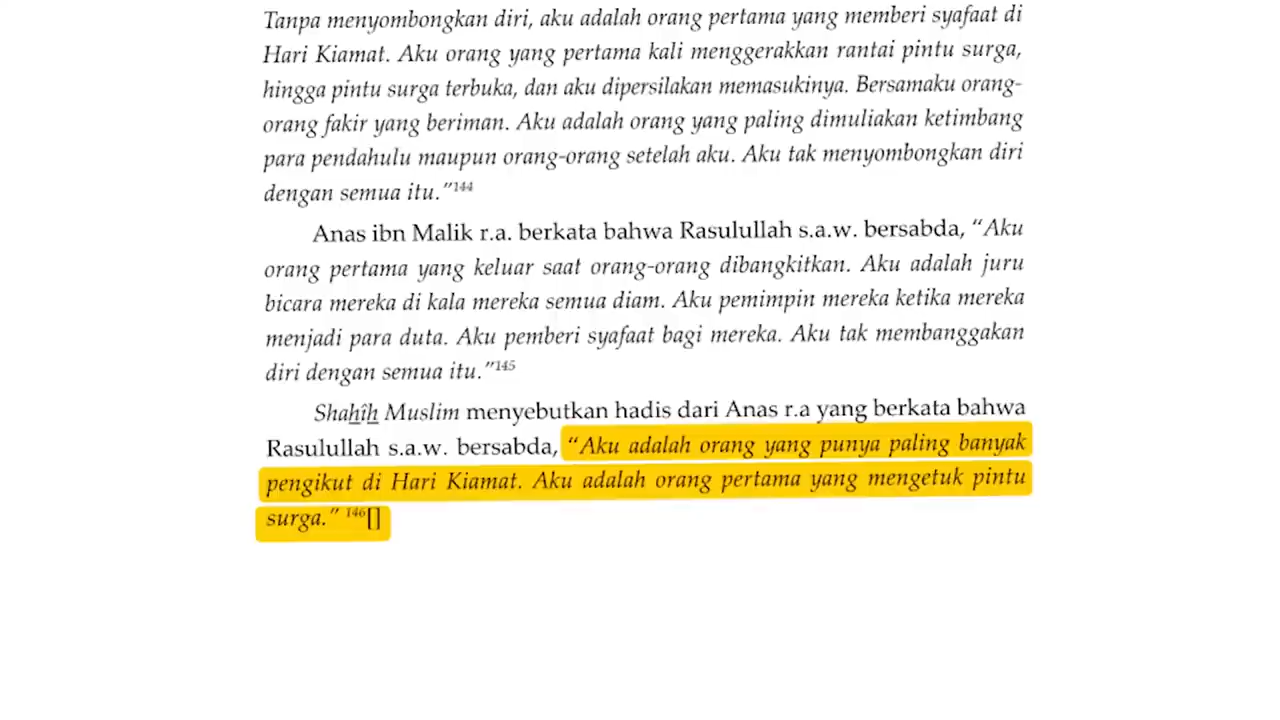 Tanpa menyombongkan diri, aku adalah orang pertama yang memberi syafaat di
Hari Kiamat. Aku orang yang pertama kali menggerakkan rantai pintu surga,
hingga pintu surga terbuka, dan aku dipersilakan memasukinya. Bersamaku orang-
orang fakir yang beriman. Aku adalah orang yang paling dimuliakan ketimbang
para pendahulu maupun orang-orang setelah aku. Aku tak menyombongkan diri
dengan semua itu.”144
Anas ibn Malik r.a. berkata bahwa Rasulullah s.a.w. bersabda, “Aku
orang pertama yang keluar saat orang-orang dibangkitkan. Aku adalah juru
bicara mereka di kala mereka semua diam. Aku pemimpin mereka ketika mereka
menjadi para duta. Aku pemberi syafaat bagi mereka. Aku tak membanggakan
diri dengan semua itu.”145
Shaẖîẖ Muslim menyebutkan hadis dari Anas r.a yang berkata bahwa
Rasulullah s.a.w. bersabda, “Aku adalah orang yang punya paling banyak
pengikut di Hari Kiamat. Aku adalah orang pertama yang mengetuk pintu
surga.” 146[]